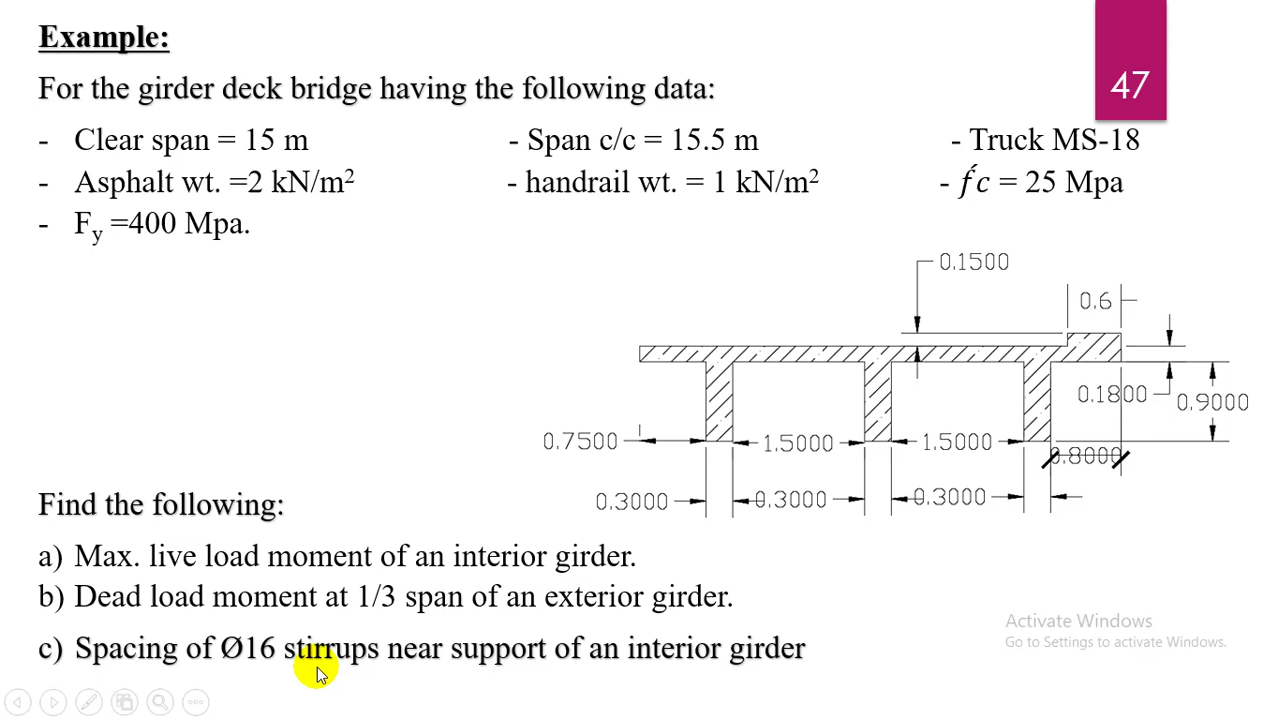 Example:
47
For the girder deck bridge having the following data:
- Clear span = 15 m - Span c/c = 15.5 m - Truck MS-18
- Asphalt wt. =2 kN/m² - handrail wt. = 1 kN/m² - f́c = 25 Mpa
- Fy =400 Mpa.
0.1500
0.6
0.1800
0.9000
0.7500 1.5000 1.5000 0.8000
0.3000 0.3000 0.3000
Find the following:
a) Max. live load moment of an interior girder.
b) Dead load moment at 1/3 span of an exterior girder.
c) Spacing of Ø16 stirrups near support of an interior girder
Activate Windows
Go to Settings to activate Windows.